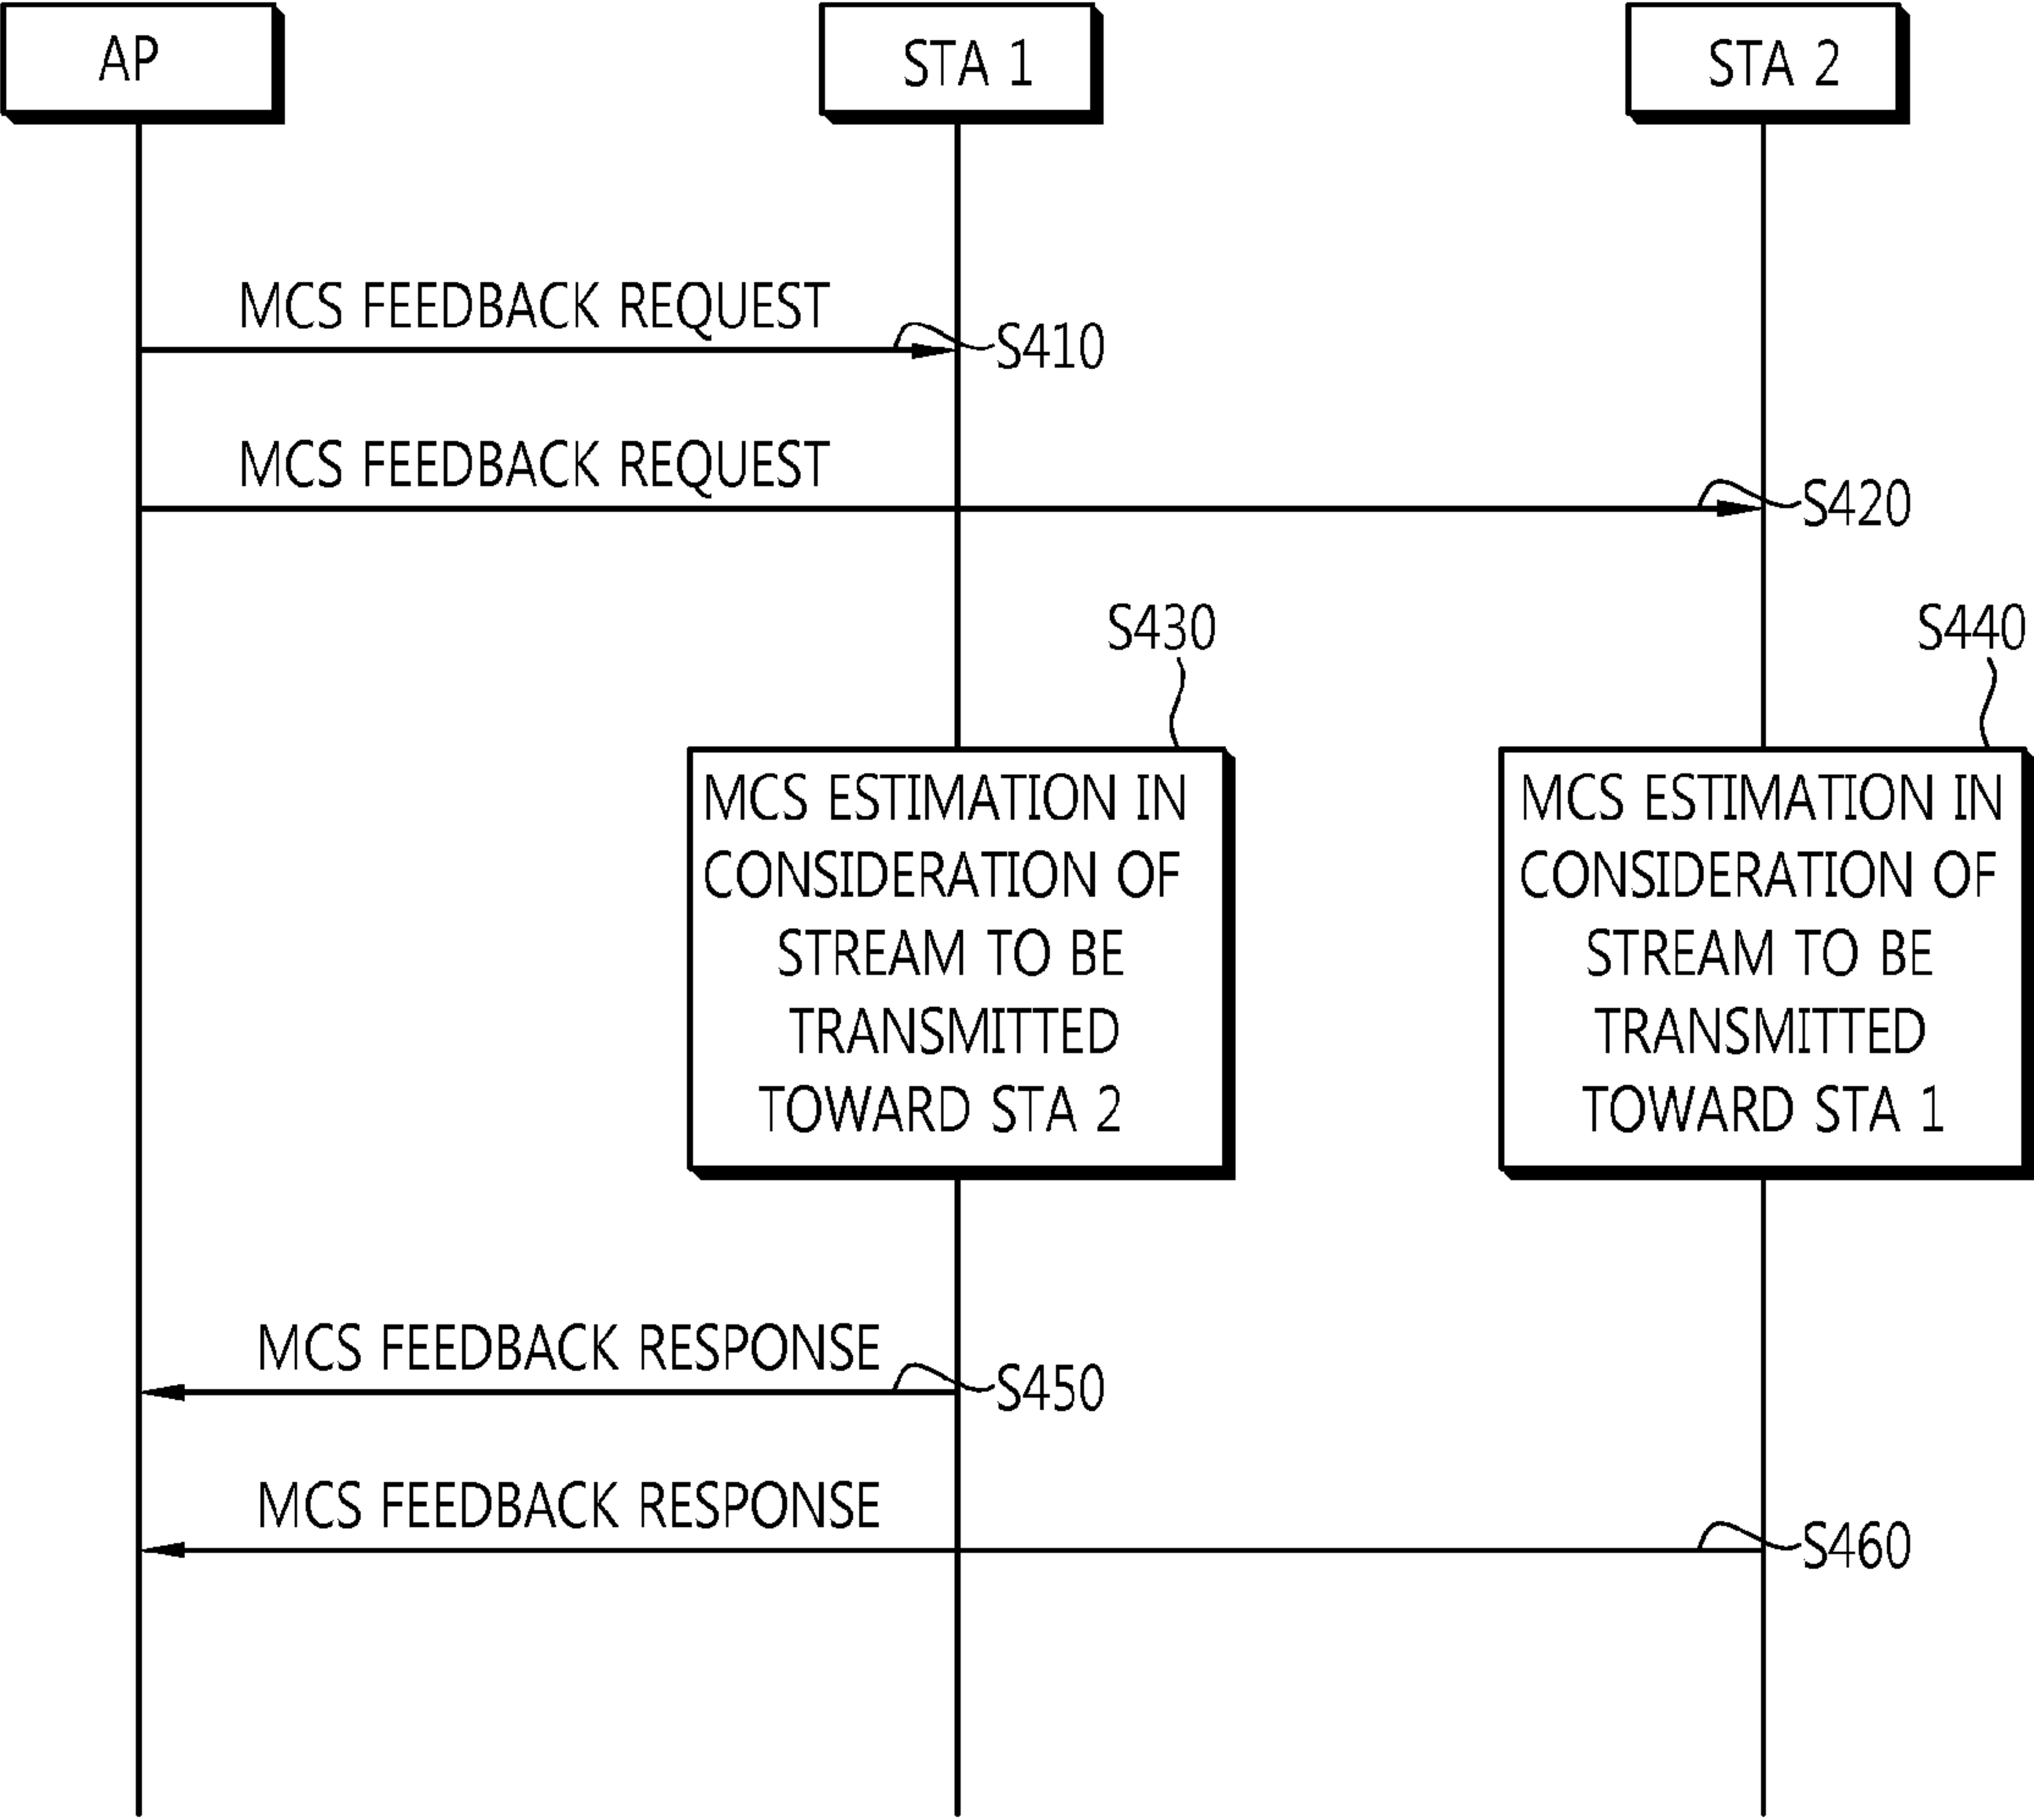 AP
STA 1
STA 2
MCS FEEDBACK REQUEST
S410
MCS FEEDBACK REQUEST
S420
S430
S440
MCS ESTIMATION IN
CONSIDERATION OF
STREAM TO BE
TRANSMITTED
TOWARD STA 2
MCS ESTIMATION IN
CONSIDERATION OF
STREAM TO BE
TRANSMITTED
TOWARD STA 1
MCS FEEDBACK RESPONSE
S450
MCS FEEDBACK RESPONSE
S460